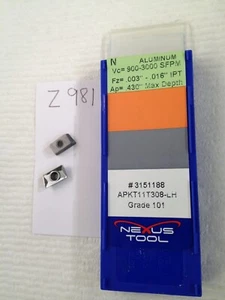 N ALUMINUM
Vc= 900-3000 SFPM
Fz= .003" - .016" IPT
Ap= .430" Max Depth
Z 981
# 3151188
APKT11T308-LH
Grade 101
NEXUS
TOOL